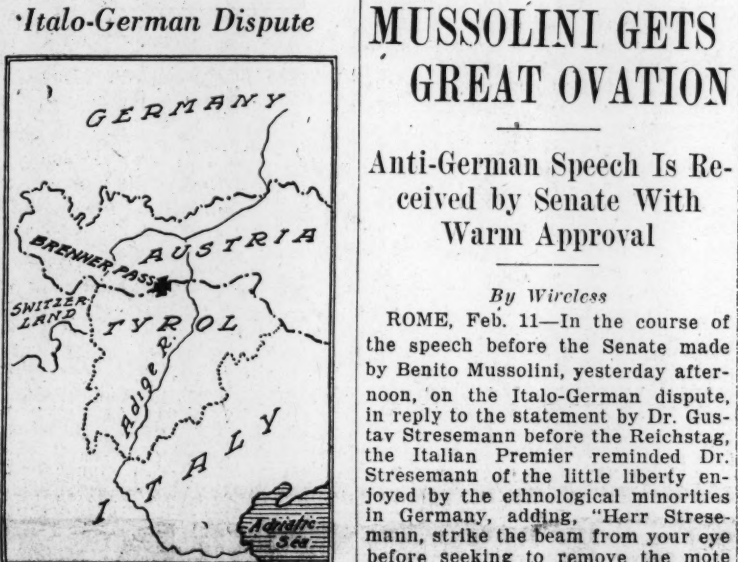 Italo-German Dispute
GERMANY
AUSTRIA
BRENNER PASS
SWITZER-
LAND
TYROL
Adige R.
ITALY
Adriatic
Sea
MUSSOLINI GETS
GREAT OVATION
Anti-German Speech Is Re-
ceived by Senate With
Warm Approval
By Wireless
ROME, Feb. 11—In the course of
the speech before the Senate made
by Benito Mussolini, yesterday after-
noon, on the Italo-German dispute,
in reply to the statement by Dr. Gus-
tav Stresemann before the Reichstag,
the Italian Premier reminded Dr.
Stresemann of the little liberty en-
joyed by the ethnological minorities
in Germany, adding, "Herr Strese-
mann, strike the beam from your eye
before seeking to remove the mote